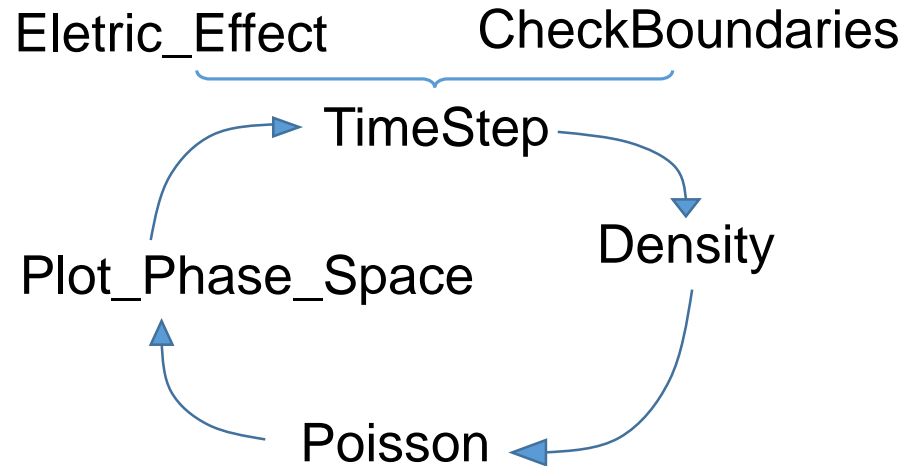 Eletric_Effect
CheckBoundaries
TimeStep
Density
Plot_Phase_Space
Poisson